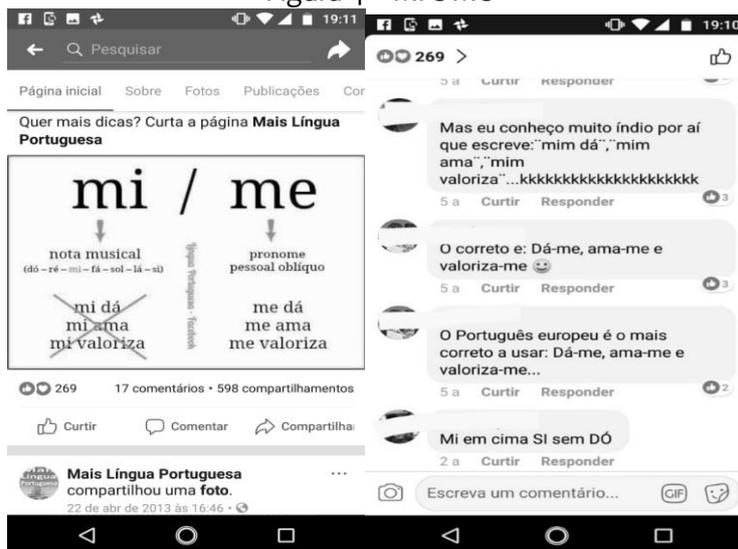 19:11
Pesquisar
Página inicial Sobre Fotos Publicações Cor
Quer mais dicas? Curta a página Mais Língua
Portuguesa
mi / me
nota musical
(dó – ré – mi – fá – sol – lá – si)
pronome
pessoal oblíquo
mi dá
mi ama
mi valoriza
Língua Portuguesa - Facebook
me dá
me ama
me valoriza
269 17 comentários • 598 compartilhamentos
Curtir Comentar Compartilha
Mais Língua Portuguesa
compartilhou uma foto.
22 de abr de 2013 às 16:46 •
19:10
269 >
5 a Curtir Responder
Mas eu conheço muito índio por aí
que escreve:¨mim dá¨,¨mim
ama¨,¨mim
valoriza¨...kkkkkkkkkkkkkkkkkkkkk
5 a Curtir Responder 3
O correto e: Dá-me, ama-me e
valoriza-me
5 a Curtir Responder 3
O Português europeu é o mais
correto a usar: Dá-me, ama-me e
valoriza-me...
5 a Curtir Responder 2
Mi em cima SI sem DÓ
2 a Curtir Responder
Escreva um comentário... GIF